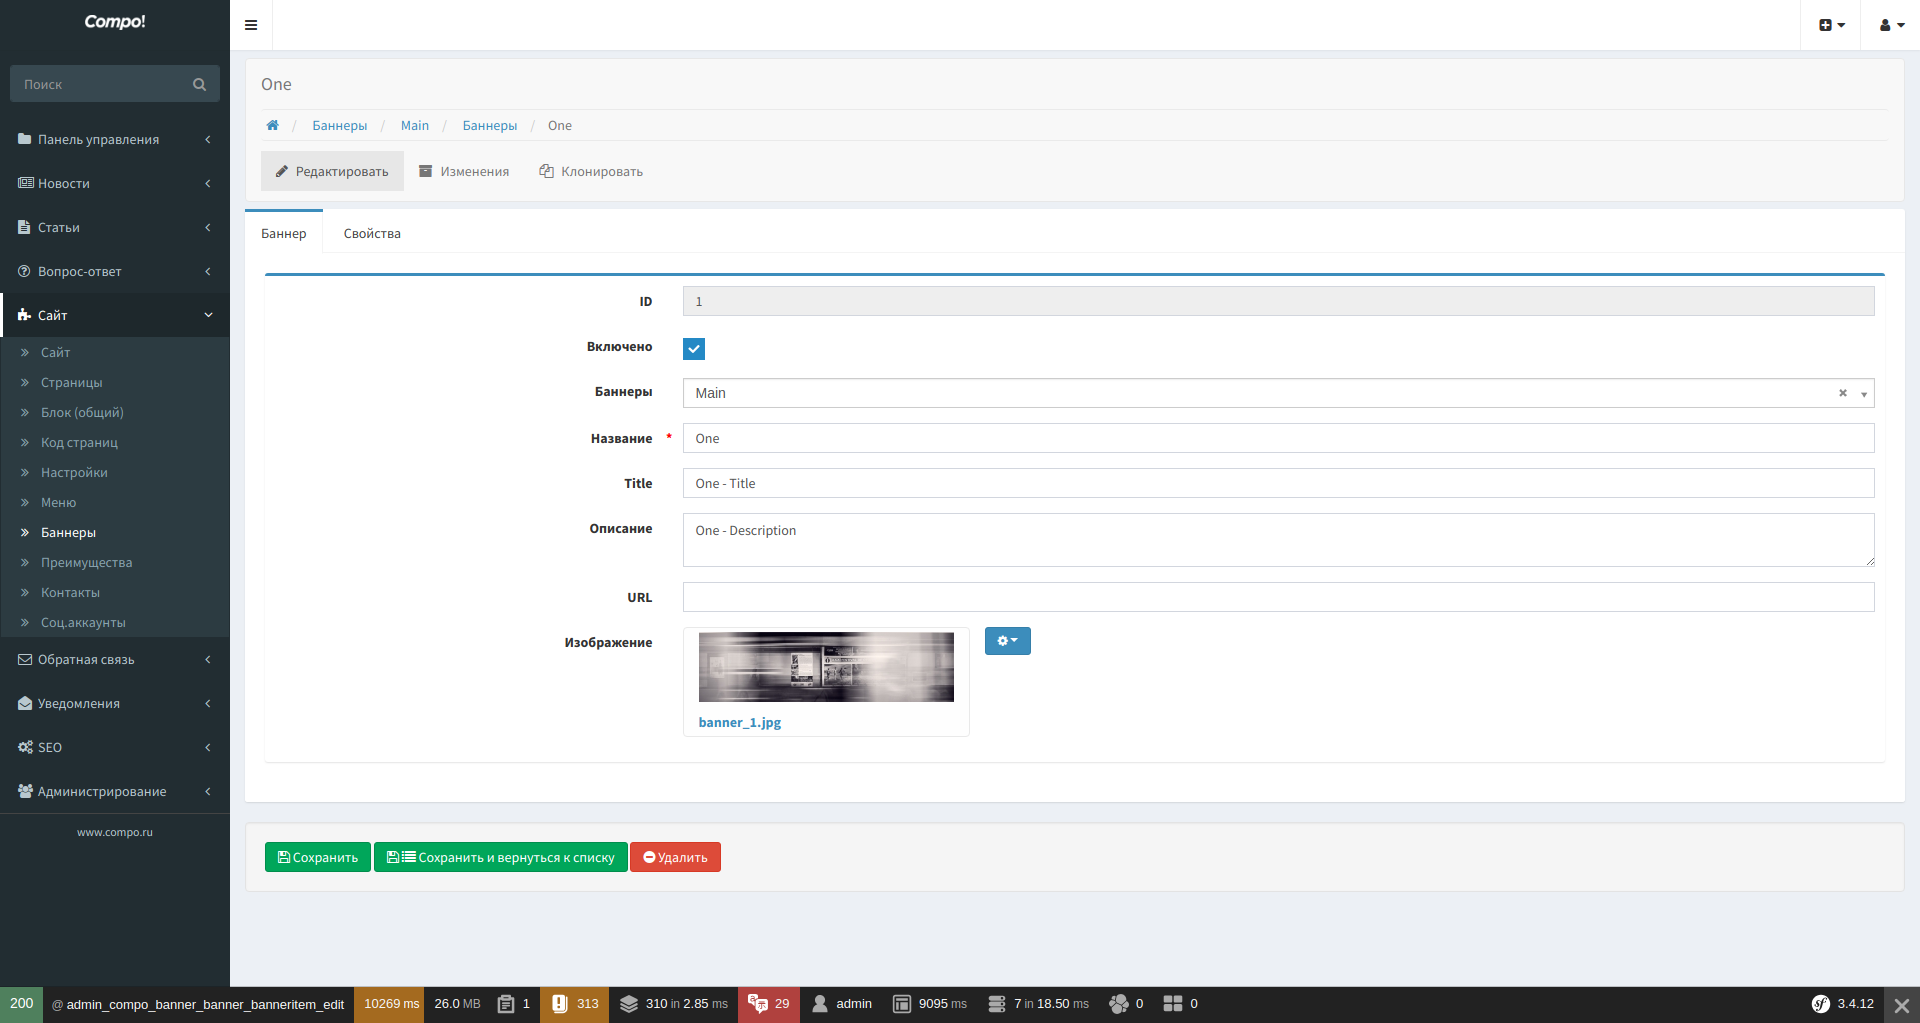 Compo!
Поиск
Панель управления
Новости
Статьи
Вопрос-ответ
Сайт
Сайт
Страницы
Блок (общий)
Код страниц
Настройки
Меню
Баннеры
Преимущества
Контакты
Соц.аккаунты
Обратная связь
Уведомления
SEO
Администрирование
www.compo.ru
One
/ Баннеры / Main / Баннеры / One
Редактировать Изменения Клонировать
Баннер Свойства
ID 1
Включено
Баннеры Main
Название * One
Title One - Title
Описание One - Description
URL
Изображение
banner_1.jpg
Сохранить Сохранить и вернуться к списку Удалить
200 @ admin_compo_banner_banner_banneritem_edit 10269 ms 26.0 MB 1 313 310 in 2.85 ms 29 admin 9095 ms 7 in 18.50 ms 0 0 sf 3.4.12